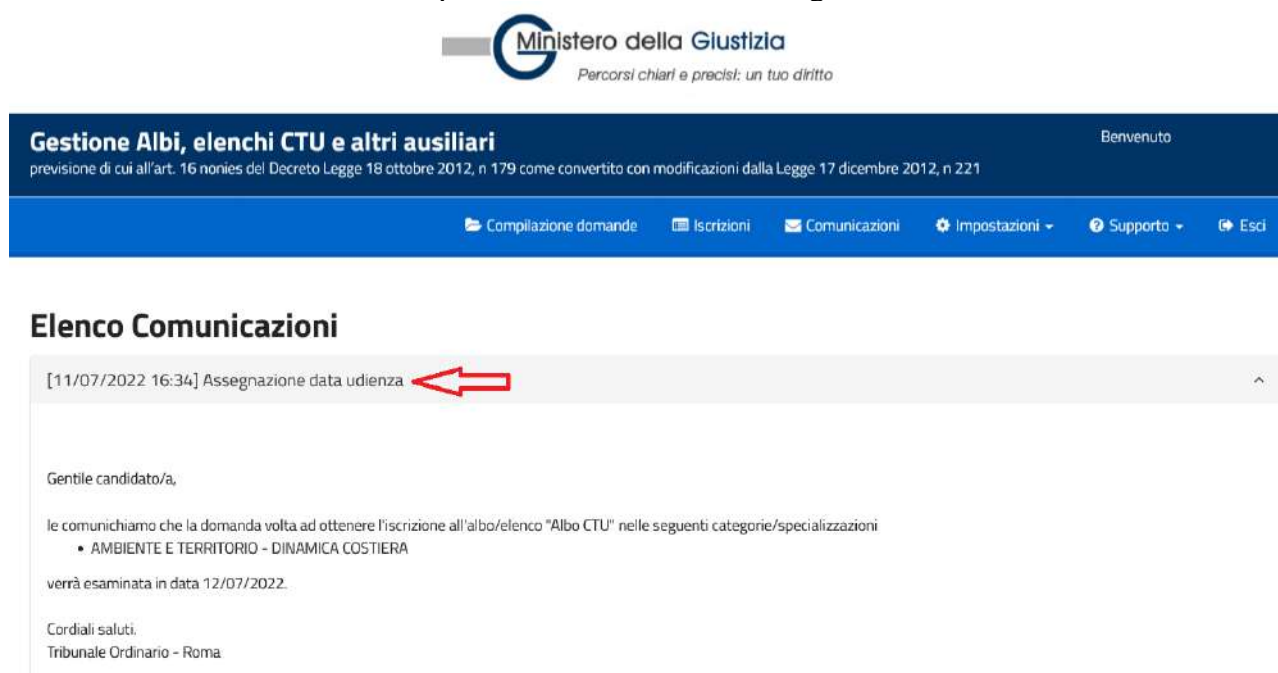 Ministero della Giustizia
Percorsi chiari e precisi: un tuo diritto
Gestione Albi, elenchi CTU e altri ausiliari
Benvenuto
previsione di cui all'art. 16 nonies del Decreto Legge 18 ottobre 2012, n 179 come convertito con modificazioni dalla Legge 17 dicembre 2012, n 221
Compilazione domande Iscrizioni Comunicazioni Impostazioni Supporto Esci
Elenco Comunicazioni
[11/07/2022 16:34] Assegnazione data udienza
Gentile candidato/a,
le comunichiamo che la domanda volta ad ottenere l'iscrizione all'albo/elenco "Albo CTU" nelle seguenti categorie/specializzazioni
• AMBIENTE E TERRITORIO - DINAMICA COSTIERA
verrà esaminata in data 12/07/2022.
Cordiali saluti.
Tribunale Ordinario - Roma